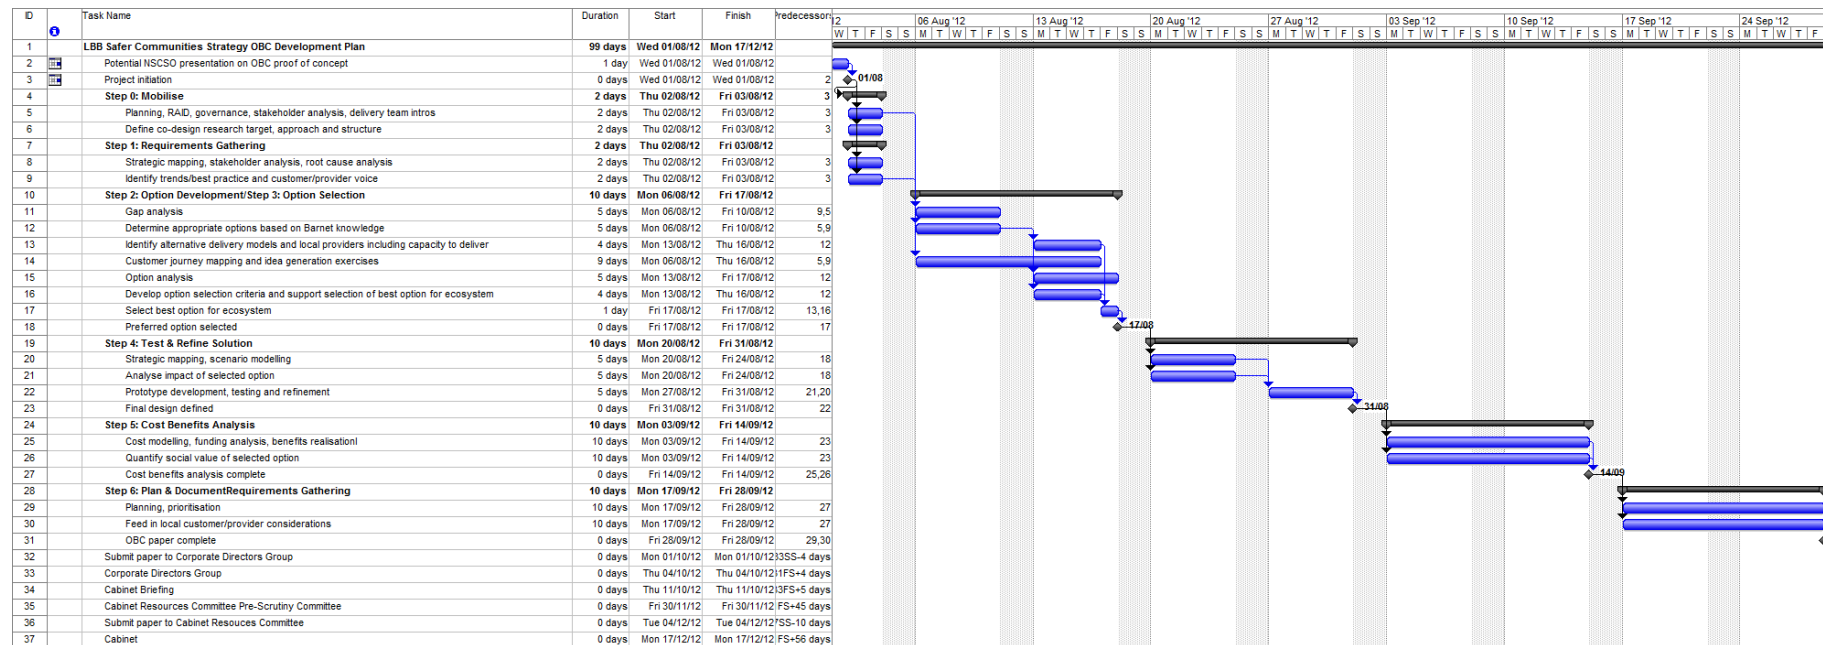 ID Task Name Duration Start Finish Predecessors
06 Aug '12 13 Aug '12 20 Aug '12 27 Aug '12 03 Sep '12 10 Sep '12 17 Sep '12 24 Sep '12
W T F S S M T W T F S S M T W T F S S M T W T F S S M T W T F S S M T W T F S S M T W T F S S M T W T F S S M T W T F
1 LBB Safer Communities Strategy OBC Development Plan 99 days Wed 01/08/12 Mon 17/12/12
2 Potential NSCSO presentation on OBC proof of concept 1 day Wed 01/08/12 Wed 01/08/12
3 Project initiation 0 days Wed 01/08/12 Wed 01/08/12 2 01/08
4 Step 0: Mobilise 2 days Thu 02/08/12 Fri 03/08/12 3
5 Planning, RAID, governance, stakeholder analysis, delivery team intros 2 days Thu 02/08/12 Fri 03/08/12 3
6 Define co-design research target, approach and structure 2 days Thu 02/08/12 Fri 03/08/12 3
7 Step 1: Requirements Gathering 2 days Thu 02/08/12 Fri 03/08/12
8 Strategic mapping, stakeholder analysis, root cause analysis 2 days Thu 02/08/12 Fri 03/08/12 3
9 Identify trends/best practice and customer/provider voice 2 days Thu 02/08/12 Fri 03/08/12 3
10 Step 2: Option Development/Step 3: Option Selection 10 days Mon 06/08/12 Fri 17/08/12
11 Gap analysis 5 days Mon 06/08/12 Fri 10/08/12 9,5
12 Determine appropriate options based on Barnet knowledge 5 days Mon 06/08/12 Fri 10/08/12 5,9
13 Identify alternative delivery models and local providers including capacity to deliver 4 days Mon 13/08/12 Thu 16/08/12 12
14 Customer journey mapping and idea generation exercises 9 days Mon 06/08/12 Thu 16/08/12 5,9
15 Option analysis 5 days Mon 13/08/12 Fri 17/08/12 12
16 Develop option selection criteria and support selection of best option for ecosystem 4 days Mon 13/08/12 Thu 16/08/12 12
17 Select best option for ecosystem 1 day Fri 17/08/12 Fri 17/08/12 13,16
18 Preferred option selected 0 days Fri 17/08/12 Fri 17/08/12 17 17/08
19 Step 4: Test & Refine Solution 10 days Mon 20/08/12 Fri 31/08/12
20 Strategic mapping, scenario modelling 5 days Mon 20/08/12 Fri 24/08/12 18
21 Analyse impact of selected option 5 days Mon 20/08/12 Fri 24/08/12 18
22 Prototype development, testing and refinement 5 days Mon 27/08/12 Fri 31/08/12 21,20
23 Final design defined 0 days Fri 31/08/12 Fri 31/08/12 22 31/08
24 Step 5: Cost Benefits Analysis 10 days Mon 03/09/12 Fri 14/09/12
25 Cost modelling, funding analysis, benefits realisationl 10 days Mon 03/09/12 Fri 14/09/12 23
26 Quantify social value of selected option 10 days Mon 03/09/12 Fri 14/09/12 23
27 Cost benefits analysis complete 0 days Fri 14/09/12 Fri 14/09/12 25,26 14/09
28 Step 6: Plan & DocumentRequirements Gathering 10 days Mon 17/09/12 Fri 28/09/12
29 Planning, prioritisation 10 days Mon 17/09/12 Fri 28/09/12 27
30 Feed in local customer/provider considerations 10 days Mon 17/09/12 Fri 28/09/12 27
31 OBC paper complete 0 days Fri 28/09/12 Fri 28/09/12 29,30
32 Submit paper to Corporate Directors Group 0 days Mon 01/10/12 Mon 01/10/12 33SS-4 days
33 Corporate Directors Group 0 days Thu 04/10/12 Thu 04/10/12 31FS+4 days
34 Cabinet Briefing 0 days Thu 11/10/12 Thu 11/10/12 33FS+5 days
35 Cabinet Resources Committee Pre-Scrutiny Committee 0 days Fri 30/11/12 Fri 30/11/12 FS+45 days
36 Submit paper to Cabinet Resouces Committee 0 days Tue 04/12/12 Tue 04/12/12 SS-10 days
37 Cabinet 0 days Mon 17/12/12 Mon 17/12/12 FS+56 days